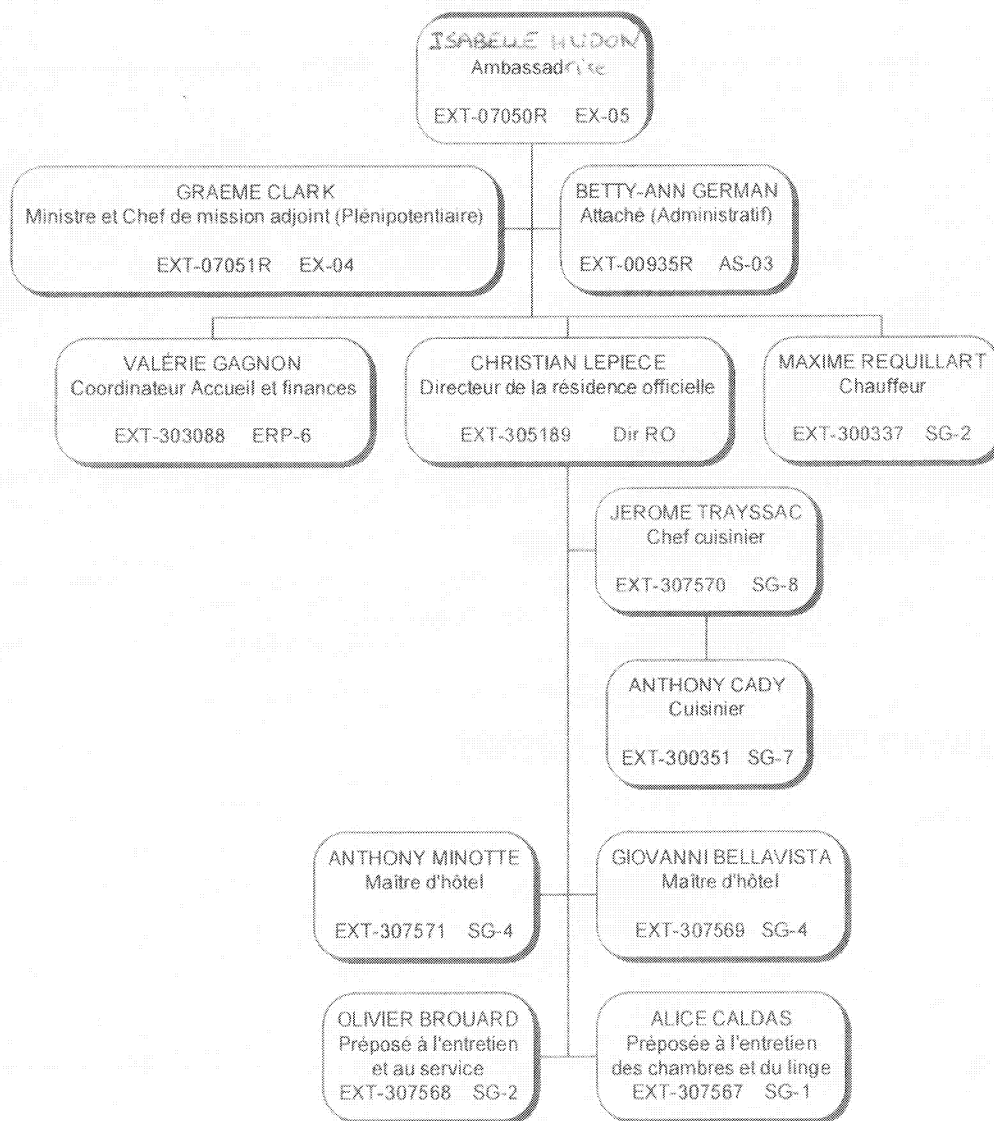 ISABELLE HUDON
Ambassadrice
EXT-07050R EX-05
GRAEME CLARK
Ministre et Chef de mission adjoint (Plénipotentiaire)
EXT-07051R EX-04
BETTY-ANN GERMAN
Attaché (Administratif)
EXT-00935R AS-03
VALÉRIE GAGNON
Coordinateur Accueil et finances
EXT-303088 ERP-6
CHRISTIAN LEPIECE
Directeur de la résidence officielle
EXT-305189 Dir RO
MAXIME REQUILLART
Chauffeur
EXT-300337 SG-2
JEROME TRAYSSAC
Chef cuisinier
EXT-307570 SG-8
ANTHONY CADY
Cuisinier
EXT-300351 SG-7
ANTHONY MINOTTE
Maître d'hôtel
EXT-307571 SG-4
GIOVANNI BELLAVISTA
Maître d'hôtel
EXT-307569 SG-4
OLIVIER BROUARD
Préposé à l'entretien
et au service
EXT-307568 SG-2
ALICE CALDAS
Préposée à l'entretien
des chambres et du linge
EXT-307567 SG-1